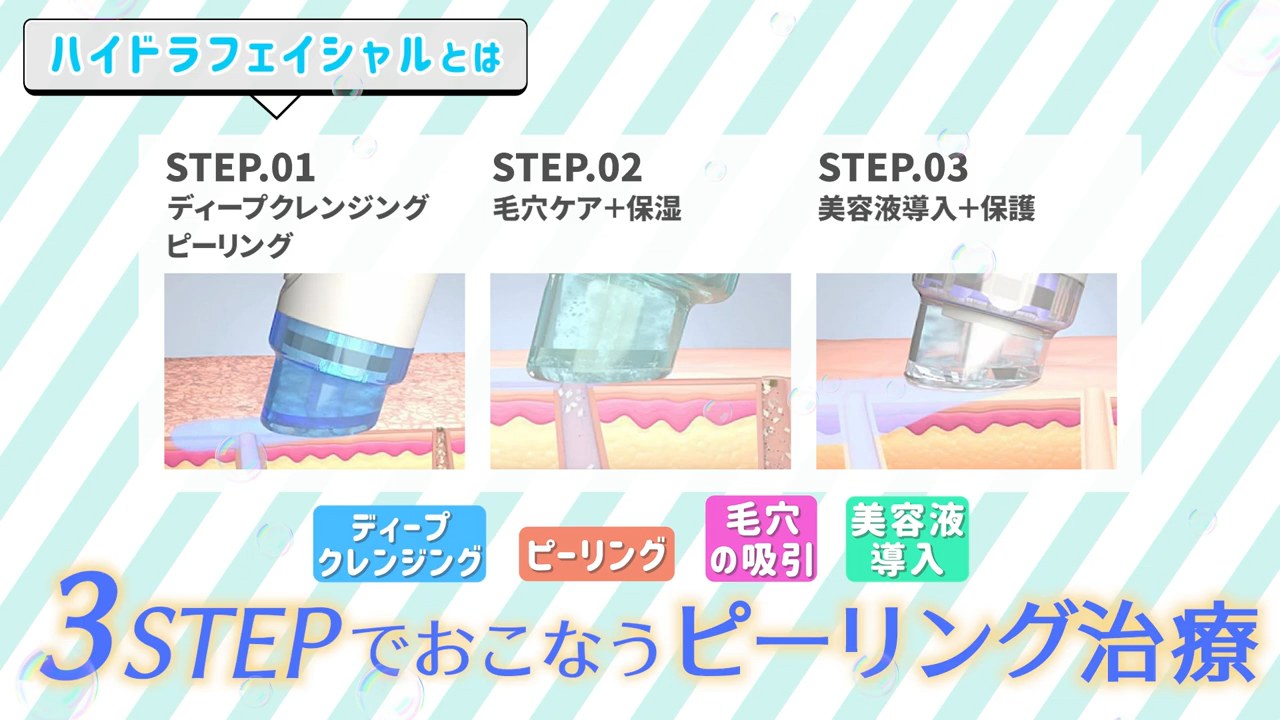 ハイドラフェイシャルとは
STEP.01
ディープクレンジング
ピーリング
STEP.02
毛穴ケア＋保湿
STEP.03
美容液導入＋保護
ディープ
クレンジング
ピーリング
毛穴
の吸引
美容液
導入
3STEPでおこなうピーリング治療